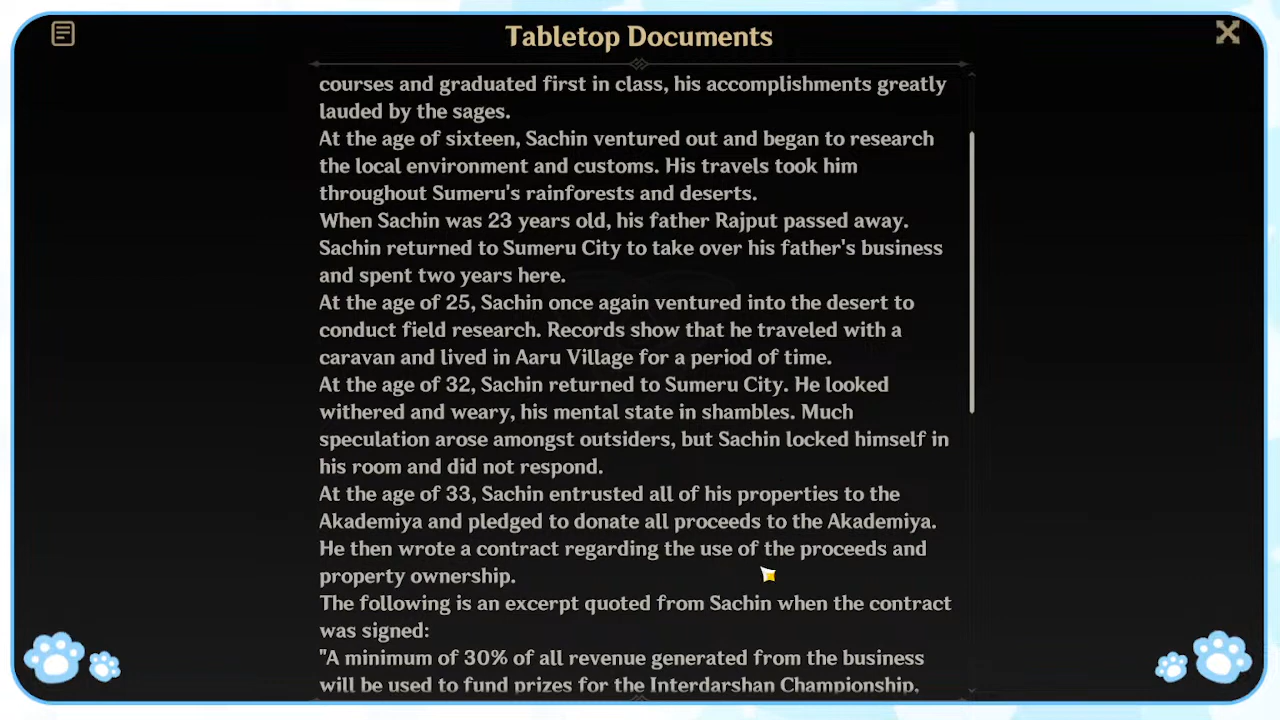 Tabletop Documents
courses and graduated first in class, his accomplishments greatly
lauded by the sages.
At the age of sixteen, Sachin ventured out and began to research
the local environment and customs. His travels took him
throughout Sumeru's rainforests and deserts.
When Sachin was 23 years old, his father Rajput passed away.
Sachin returned to Sumeru City to take over his father's business
and spent two years here.
At the age of 25, Sachin once again ventured into the desert to
conduct field research. Records show that he traveled with a
caravan and lived in Aaru Village for a period of time.
At the age of 32, Sachin returned to Sumeru City. He looked
withered and weary, his mental state in shambles. Much
speculation arose amongst outsiders, but Sachin locked himself in
his room and did not respond.
At the age of 33, Sachin entrusted all of his properties to the
Akademiya and pledged to donate all proceeds to the Akademiya.
He then wrote a contract regarding the use of the proceeds and
property ownership.
The following is an excerpt quoted from Sachin when the contract
was signed:
"A minimum of 30% of all revenue generated from the business
will be used to fund prizes for the Interdarshan Championship,